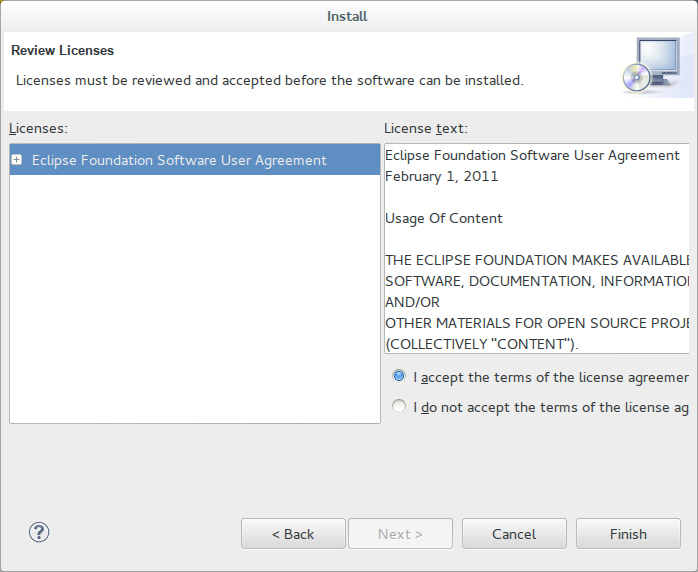 Install
Review Licenses
Licenses must be reviewed and accepted before the software can be installed.
Licenses:
Eclipse Foundation Software User Agreement
License text:
Eclipse Foundation Software User Agreement
February 1, 2011
Usage Of Content
THE ECLIPSE FOUNDATION MAKES AVAILABLE
SOFTWARE, DOCUMENTATION, INFORMATION
AND/OR
OTHER MATERIALS FOR OPEN SOURCE PROJE
(COLLECTIVELY "CONTENT").
I accept the terms of the license agreemer
I do not accept the terms of the license ag
?
< Back
Next >
Cancel
Finish